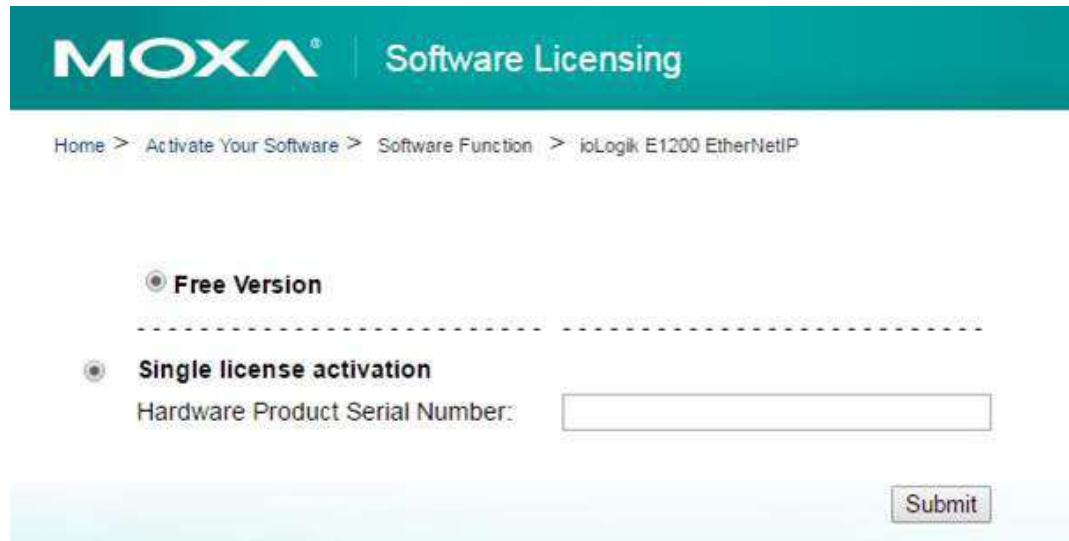 MOXA® Software Licensing
Home > Activate Your Software > Software Function > ioLogik E1200 EtherNetIP
Free Version
Single license activation
Hardware Product Serial Number:
Submit